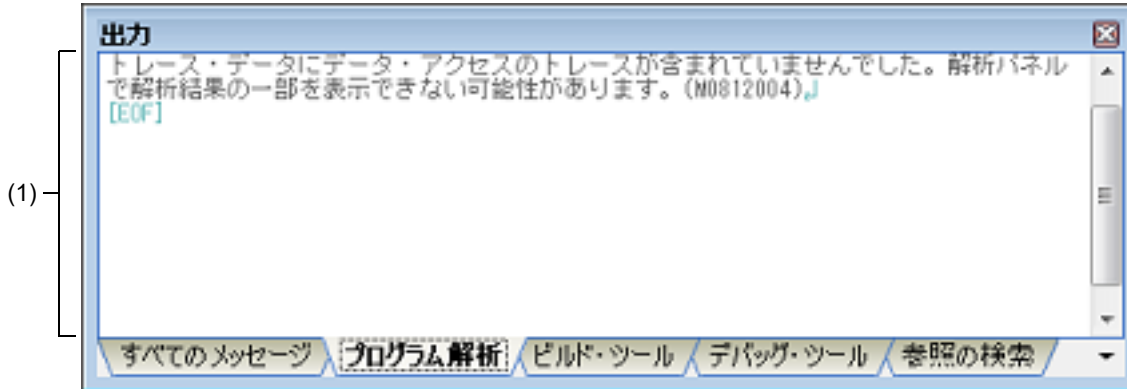 出力
トレース・データにデータ・アクセスのトレースが含まれていませんでした。解析パネル
で解析結果の一部を表示できない可能性があります。(M0812004)↲
[EOF]
(1)
すべてのメッセージ
プログラム解析
ビルド・ツール
デバッグ・ツール
参照の検索